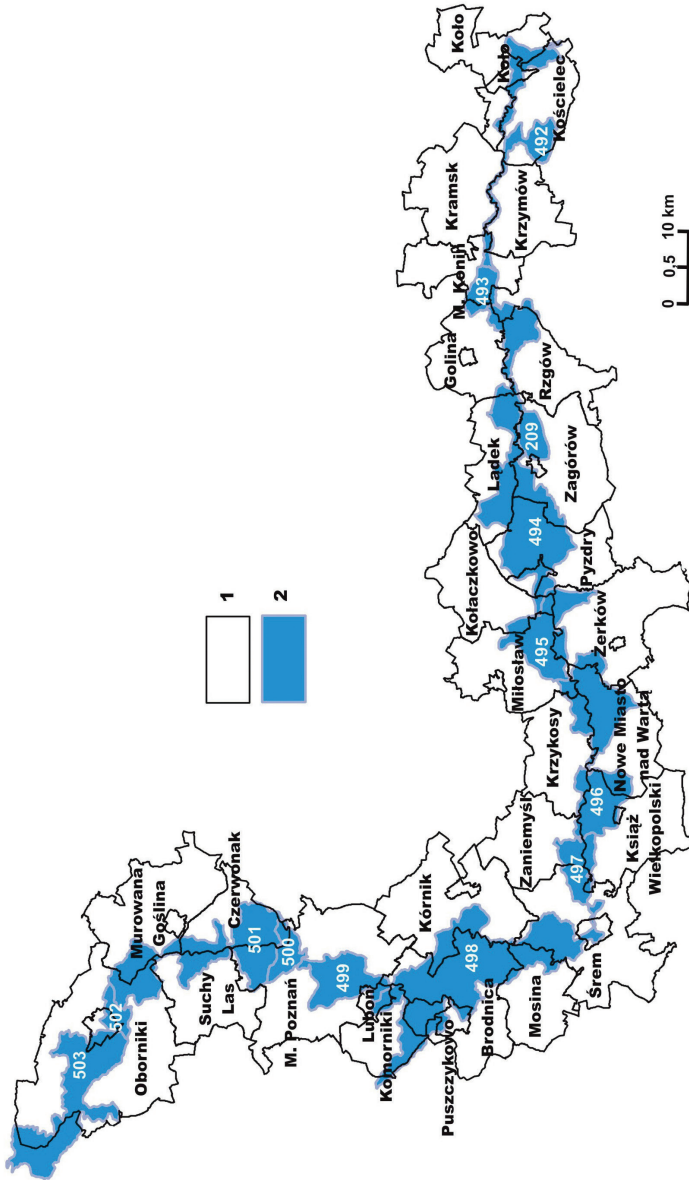 503
502
Oborniki
Murowana
Goślina
Suchy
Las
Czerwonak
501
500
M. Poznań
499
Luboń
Komorniki
Kórnik
Puszczykowo
498
Brodnica
Mosina
Śrem
1
2
Zaniemyśl
497
496
Książ
Wielkopolski
Krzykosy
Nowe Miasto
nad Wartą
Miłosław
495
Żerków
Kołaczkowo
Pyzdry
494
Lądek
209
Zagórów
Golina
Rzgów
M. Konin
493
Kramsk
Krzymów
Koło
Koło
Kościelec
492
0 0,5 10 km